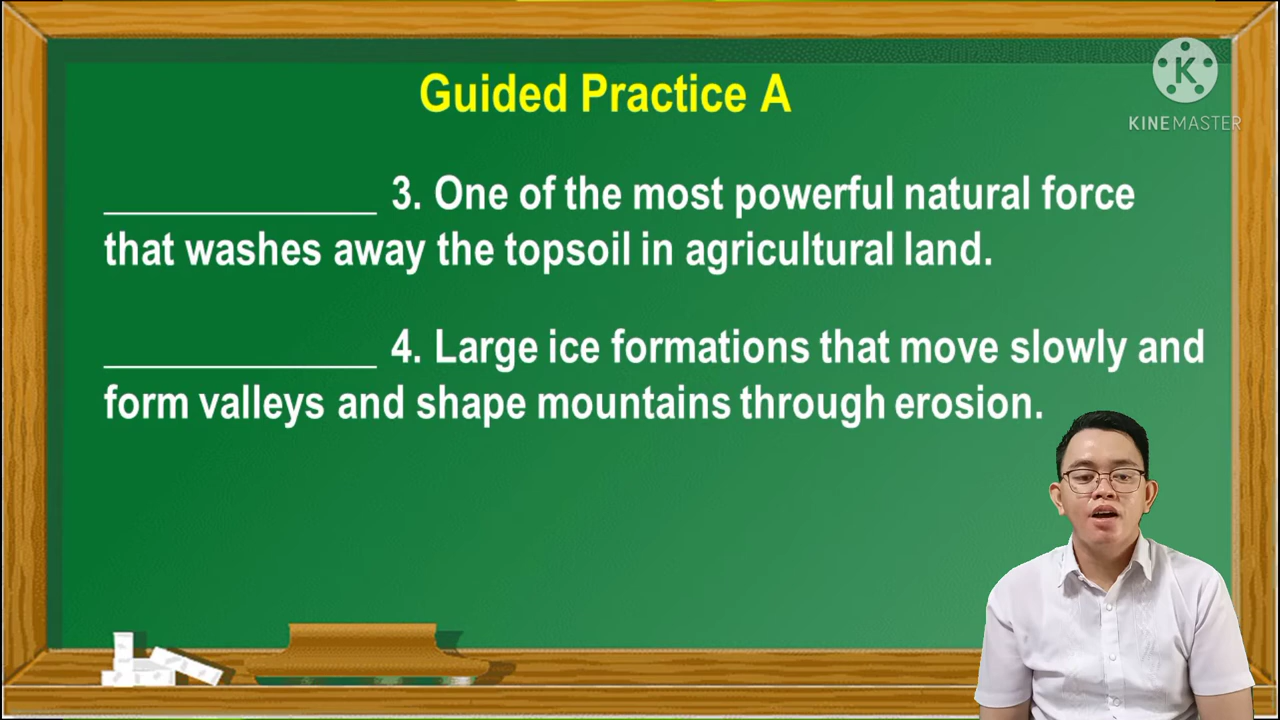 Guided Practice A
K
KINEMASTER
______________ 3. One of the most powerful natural force
that washes away the topsoil in agricultural land.
______________ 4. Large ice formations that move slowly and
form valleys and shape mountains through erosion.